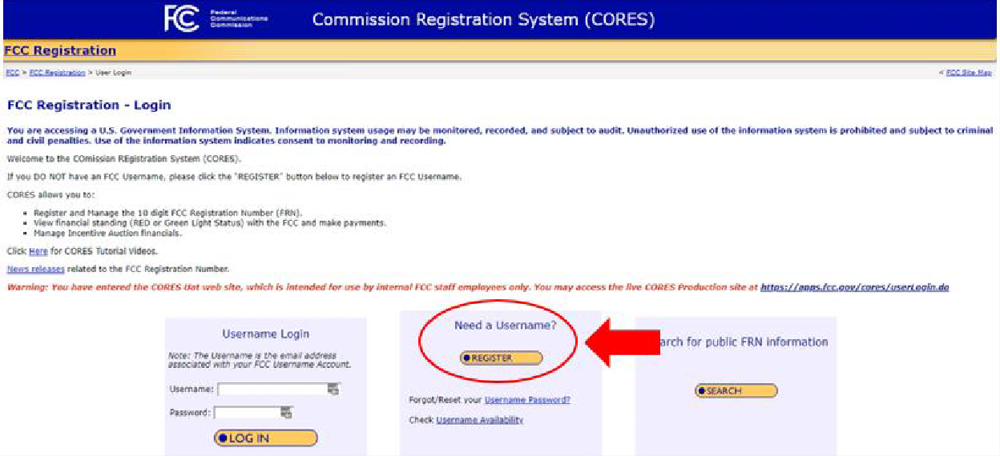 FCC Federal
Communications
Commission
Commission Registration System (CORES)
FCC Registration
FCC > FCC Registration > User Login
< FCC Site Map
FCC Registration - Login
You are accessing a U.S. Government Information System. Information system usage may be monitored, recorded, and subject to audit. Unauthorized use of the information system is prohibited and subject to criminal
and civil penalties. Use of the information system indicates consent to monitoring and recording.
Welcome to the COmission REgistration System (CORES).
If you DO NOT have an FCC Username, please click the "REGISTER" button below to register an FCC Username.
CORES allows you to:
Register and Manage the 10 digit FCC Registration Number (FRN).
View financial standing (RED or Green Light Status) with the FCC and make payments.
Manage Incentive Auction financials.
Click Here for CORES Tutorial Videos.
News releases related to the FCC Registration Number.
Warning: You have entered the CORES Uat web site, which is intended for use by internal FCC staff employees only. You may access the live CORES Production site at https://apps.fcc.gov/cores/userLogin.do
Username Login
Note: The Username is the email address
associated with your FCC Username Account.
Username:
Password:
LOG IN
Need a Username?
REGISTER
Forgot/Reset your Username Password?
Check Username Availability
arch for public FRN information
SEARCH